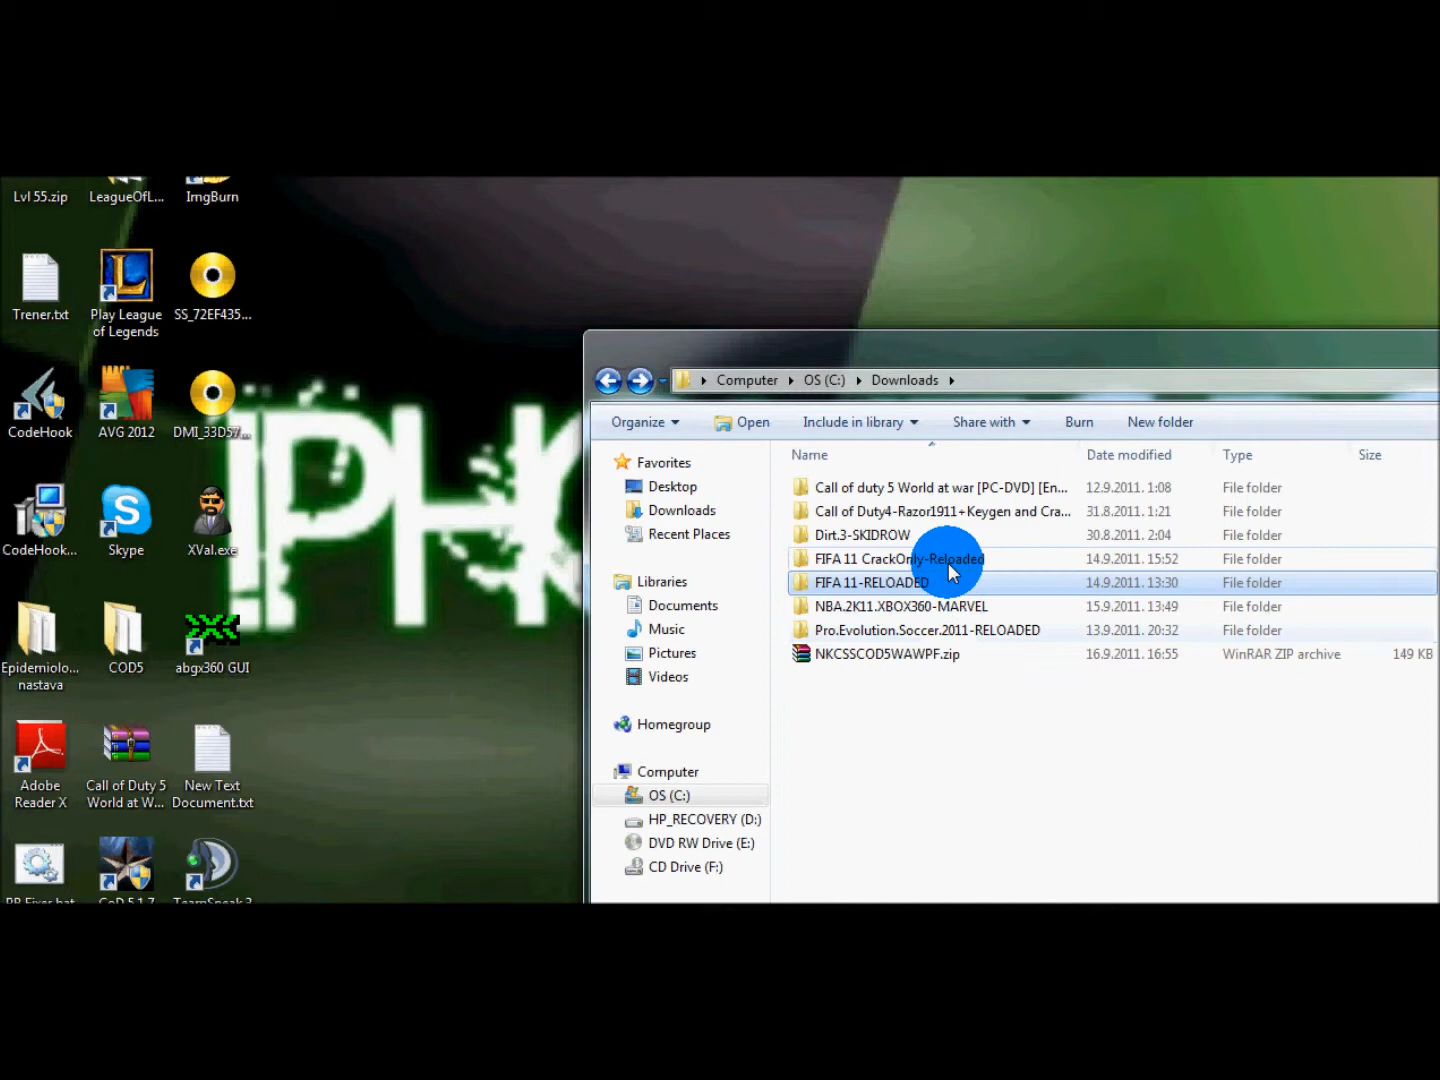 Lvl 55.zip
LeagueOfL...
ImgBurn
Trener.txt
Play League
of Legends
SS_72EF435...
CodeHook
AVG 2012
DMI_33D57...
CodeHook...
Skype
XVal.exe
Epidemiolo...
nastava
COD5
abgx360 GUI
Adobe
Reader X
Call of Duty 5
World at W...
New Text
Document.txt
CoD 5 1.7
TeamSpeak 3
Computer
OS (C:)
Downloads
Organize
Open
Include in library
Share with
Burn
New folder
Name
Date modified
Type
Size
Favorites
Desktop
Downloads
Recent Places
Libraries
Documents
Music
Pictures
Videos
Homegroup
Computer
OS (C:)
HP_RECOVERY (D:)
DVD RW Drive (E:)
CD Drive (F:)
Call of duty 5 World at war [PC-DVD] [En... 12.9.2011. 1:08 File folder
Call of Duty4-Razor1911+Keygen and Cra... 31.8.2011. 1:21 File folder
Dirt.3-SKIDROW 30.8.2011. 2:04 File folder
FIFA 11 CrackOnly-Reloaded 14.9.2011. 15:52 File folder
FIFA 11-RELOADED 14.9.2011. 13:30 File folder
NBA.2K11.XBOX360-MARVEL 15.9.2011. 13:49 File folder
Pro.Evolution.Soccer.2011-RELOADED 13.9.2011. 20:32 File folder
NKCSSCOD5WAWPF.zip 16.9.2011. 16:55 WinRAR ZIP archive 149 KB